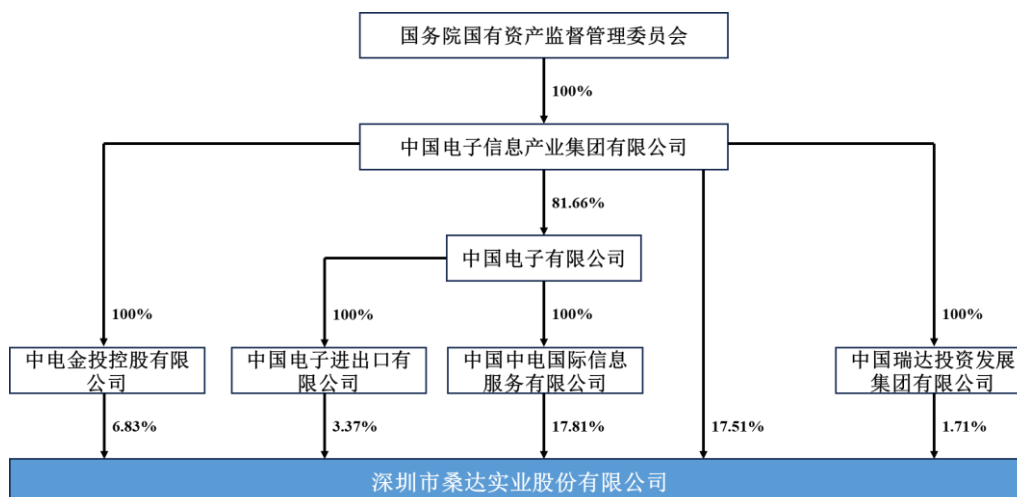 国务院国有资产监督管理委员会
100%
中国电子信息产业集团有限公司
81.66%
中国电子有限公司
100%
100%
100%
100%
中电金投控股有限
公司
中国电子进出口有
限公司
中国中电国际信息
服务有限公司
中国瑞达投资发展
集团有限公司
6.83%
3.37%
17.81%
17.51%
1.71%
深圳市桑达实业股份有限公司